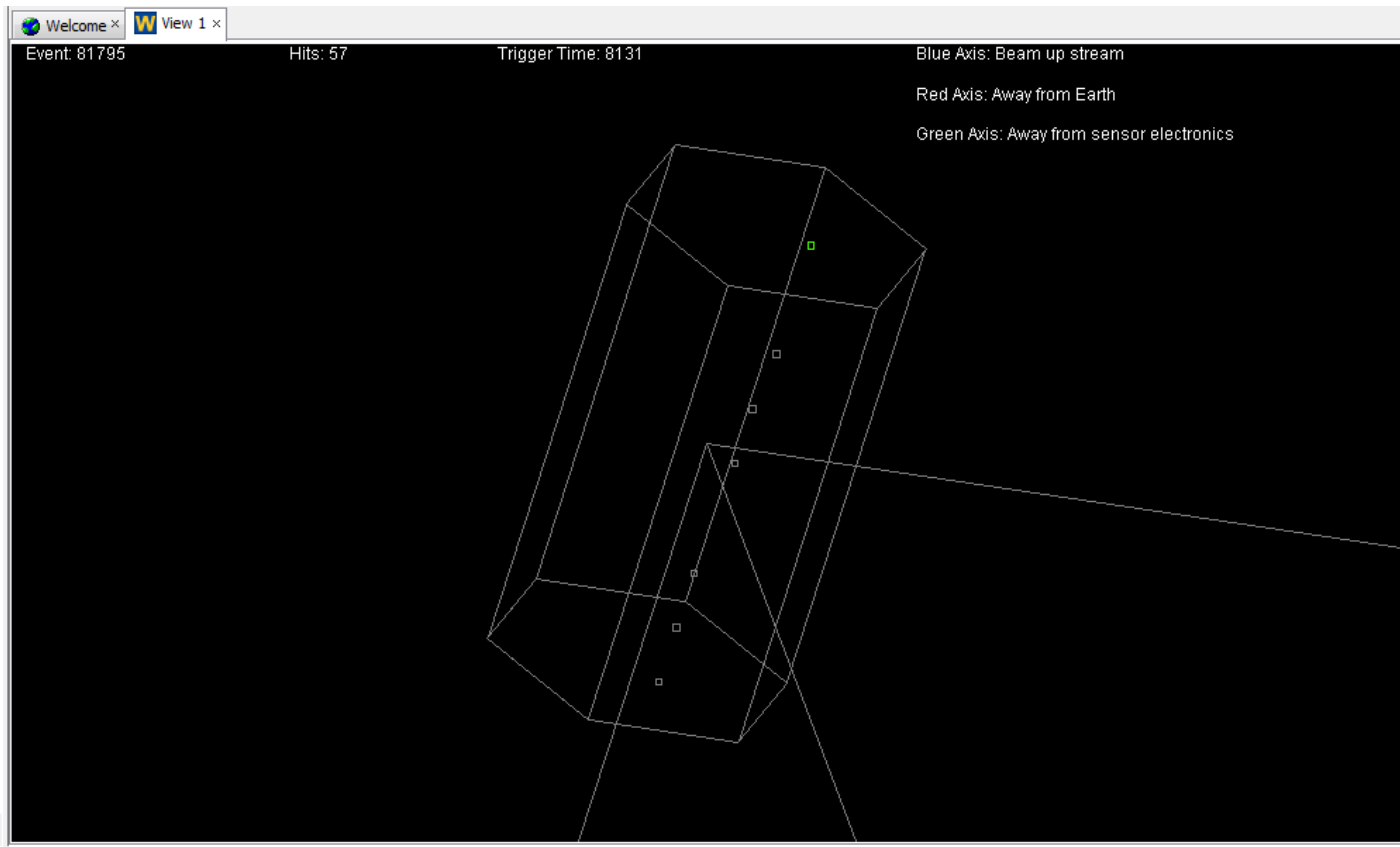 Welcome
W View 1
Event: 81795 Hits: 57 Trigger Time: 8131 Blue Axis: Beam up stream
Red Axis: Away from Earth
Green Axis: Away from sensor electronics